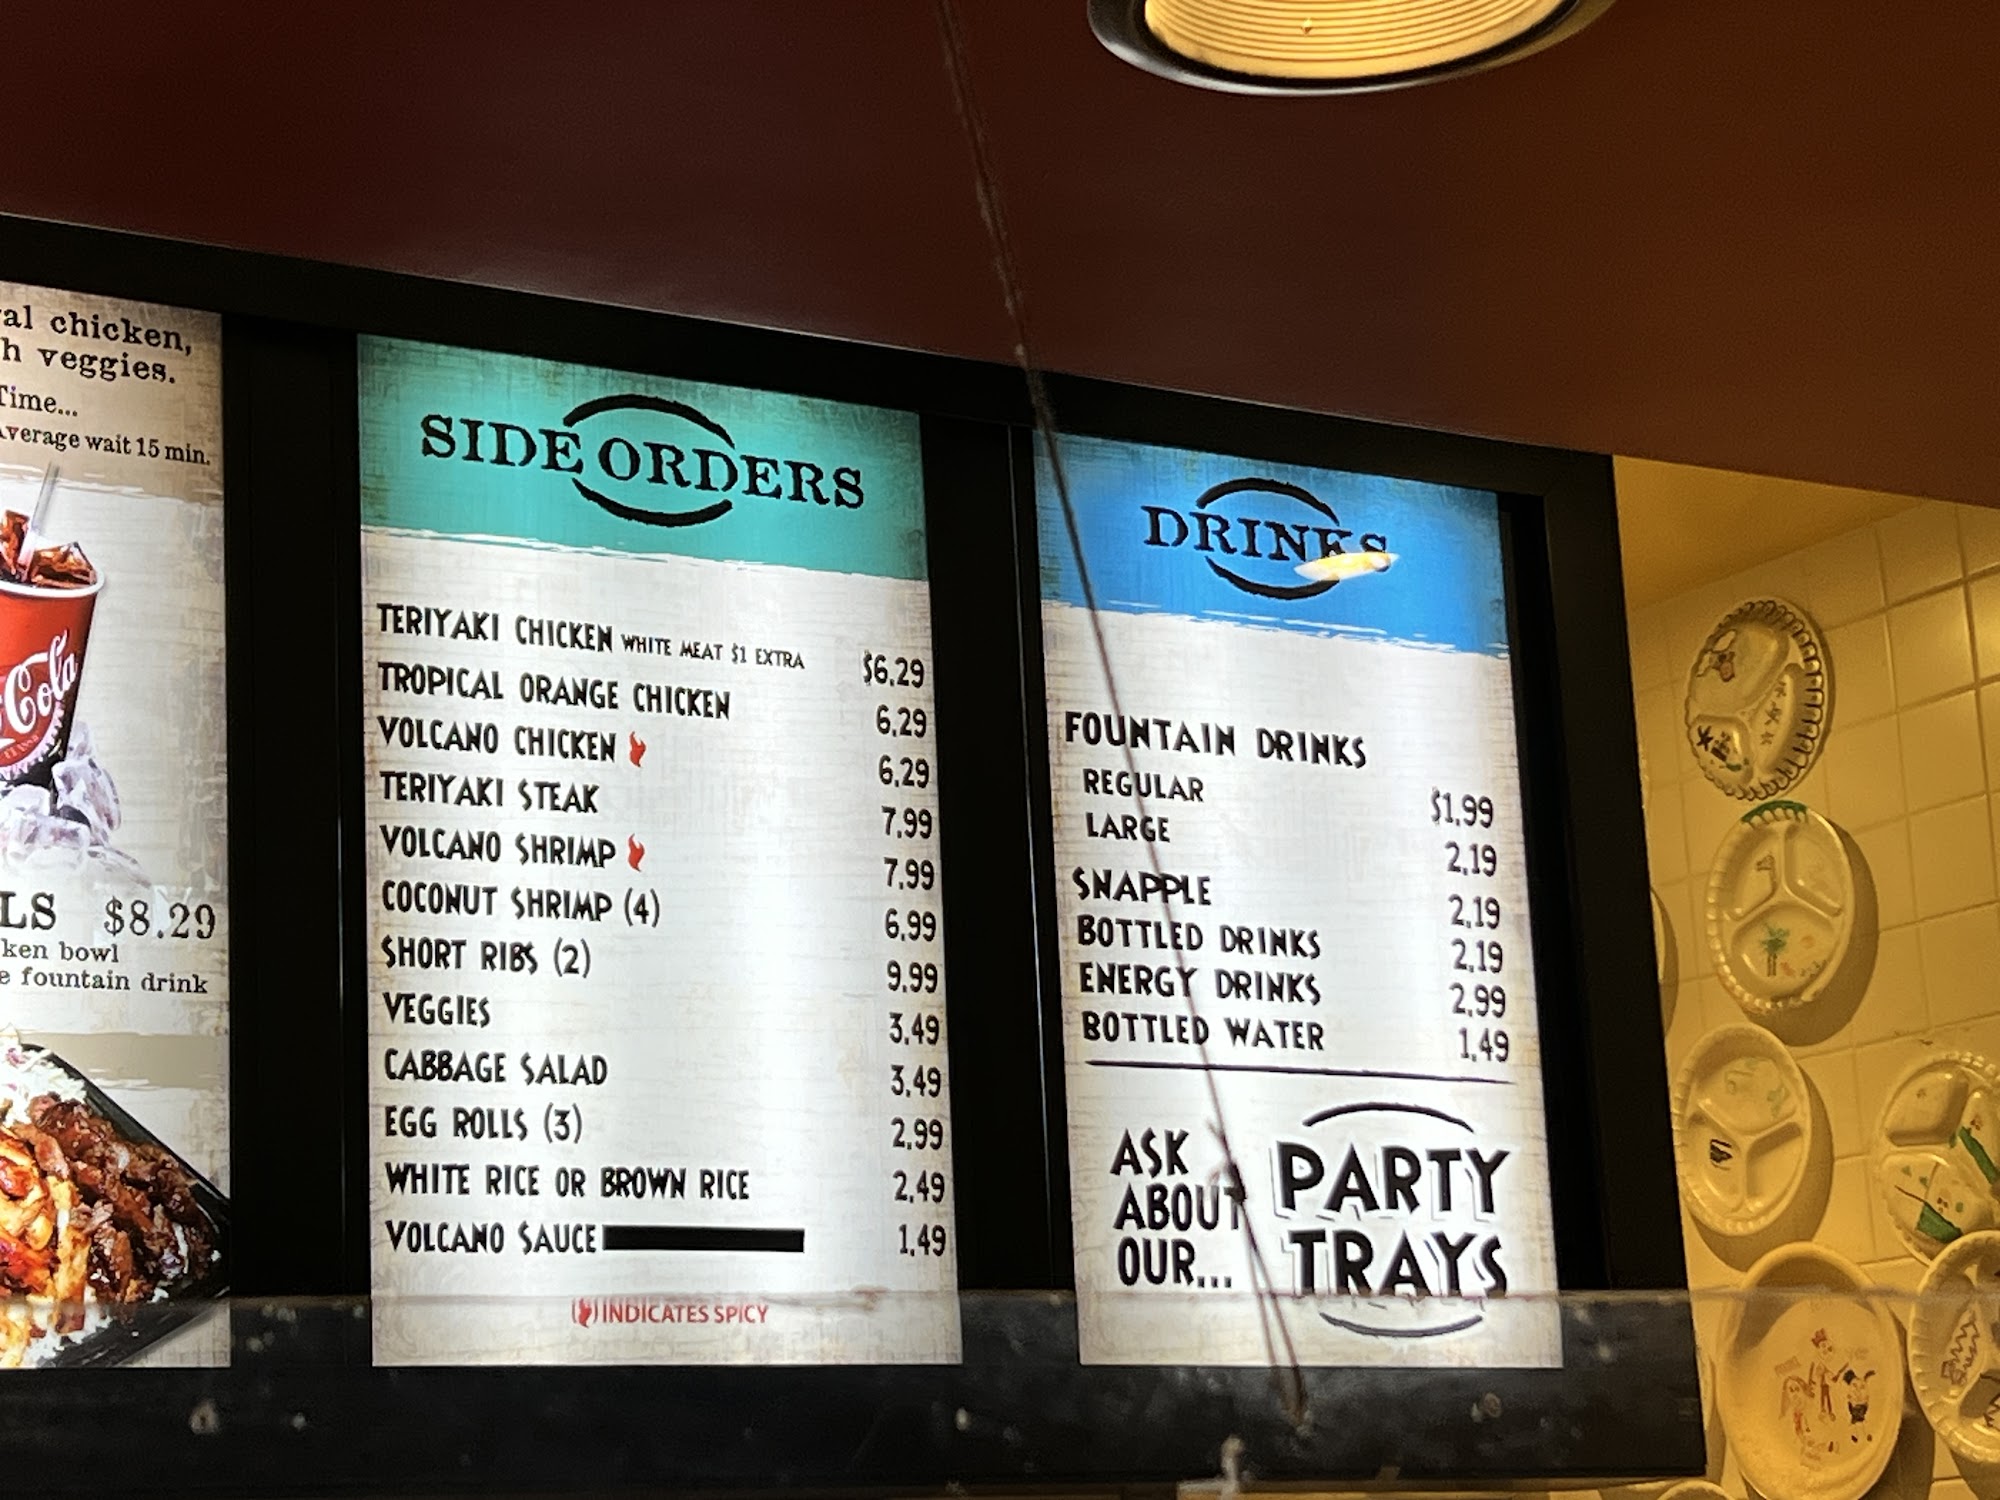 al chicken,
h veggies.
Time...
Average wait 15 min.
Coca-Cola
CLASSIC
LS $8.29
ken bowl
e fountain drink
SIDE ORDERS
TERIYAKI CHICKEN WHITE MEAT $1 EXTRA $6.29
TROPICAL ORANGE CHICKEN 6.29
VOLCANO CHICKEN 6.29
TERIYAKI STEAK 7.99
VOLCANO SHRIMP 7.99
COCONUT SHRIMP (4) 6.99
SHORT RIBS (2) 9.99
VEGGIES 3.49
CABBAGE SALAD 3.49
EGG ROLLS (3) 2.99
WHITE RICE OR BROWN RICE 2.49
VOLCANO SAUCE 1.49
( ) INDICATES SPICY
DRINKS
FOUNTAIN DRINKS
REGULAR $1.99
LARGE 2.19
SNAPPLE 2.19
BOTTLED DRINKS 2.19
ENERGY DRINKS 2.99
BOTTLED WATER 1.49
ASK
ABOUT
OUR...
PARTY
TRAYS